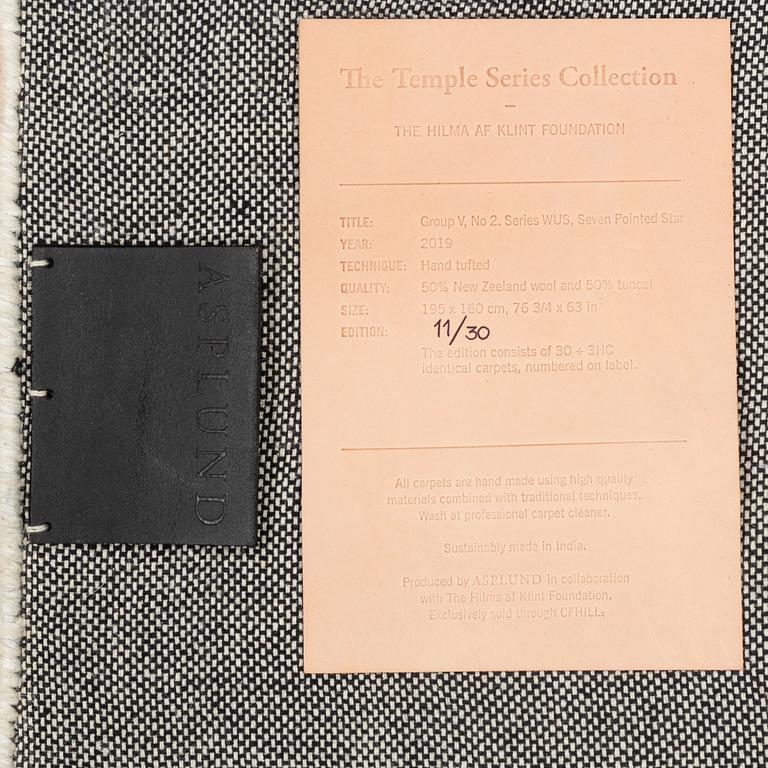 ASPLUND
The Temple Series Collection
THE HILMA AF KLINT FOUNDATION
TITLE: Group V, No 2. Series WUS, Seven Pointed Star
YEAR: 2019
TECHNIQUE: Hand tufted
QUALITY: 50% New Zeeland wool and 50% tencel
SIZE: 195 x 160 cm, 76 3/4 x 63 in
EDITION: 11/30
The edition consists of 30 + 3HC
identical carpets, numbered on label.
All carpets are hand made using high quality
materials combined with traditional techniques.
Wash at professional carpet cleaner.
Sustainably made in India.
Produced by ASPLUND in collaboration
with The Hilma af Klint Foundation.
Exclusively sold through CFHILL.